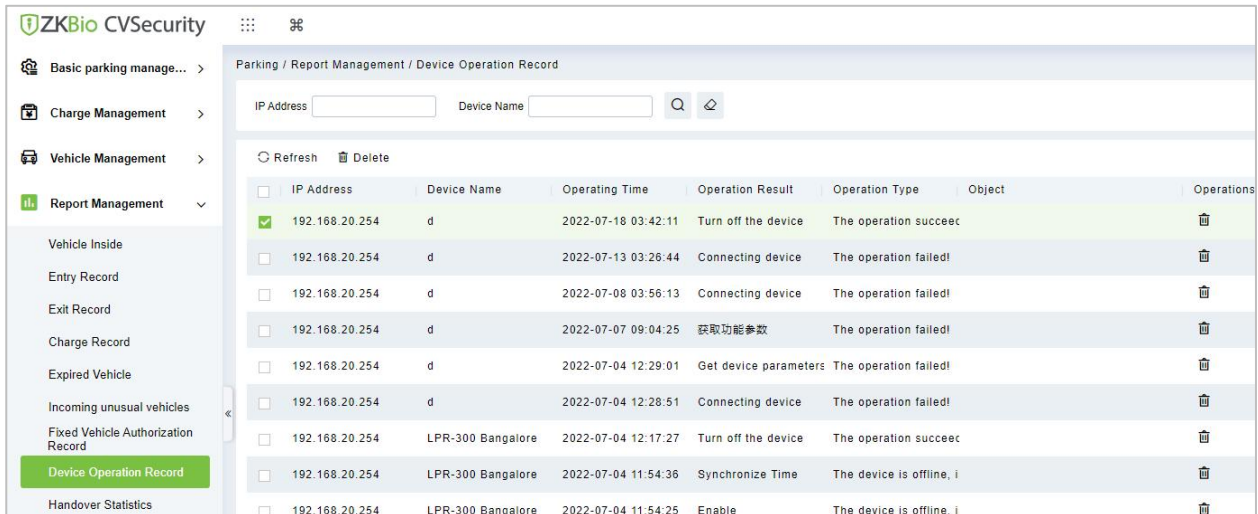 ZKBio CVSecurity
Basic parking manage...
Charge Management
Vehicle Management
Report Management
Vehicle Inside
Entry Record
Exit Record
Charge Record
Expired Vehicle
Incoming unusual vehicles
Fixed Vehicle Authorization
Record
Device Operation Record
Handover Statistics
Parking / Report Management / Device Operation Record
IP Address Device Name
Refresh Delete
IP Address Device Name Operating Time Operation Result Operation Type Object Operations
192.168.20.254 d 2022-07-18 03:42:11 Turn off the device The operation succeed
192.168.20.254 d 2022-07-13 03:26:44 Connecting device The operation failed!
192.168.20.254 d 2022-07-08 03:56:13 Connecting device The operation failed!
192.168.20.254 d 2022-07-07 09:04:25 获取功能参数 The operation failed!
192.168.20.254 d 2022-07-04 12:29:01 Get device parameters The operation failed!
192.168.20.254 d 2022-07-04 12:28:51 Connecting device The operation failed!
192.168.20.254 LPR-300 Bangalore 2022-07-04 12:17:27 Turn off the device The operation succeed
192.168.20.254 LPR-300 Bangalore 2022-07-04 11:54:36 Synchronize Time The device is offline, i
192.168.20.254 LPR-300 Bangalore 2022-07-04 11:54:25 Enable The device is offline, i